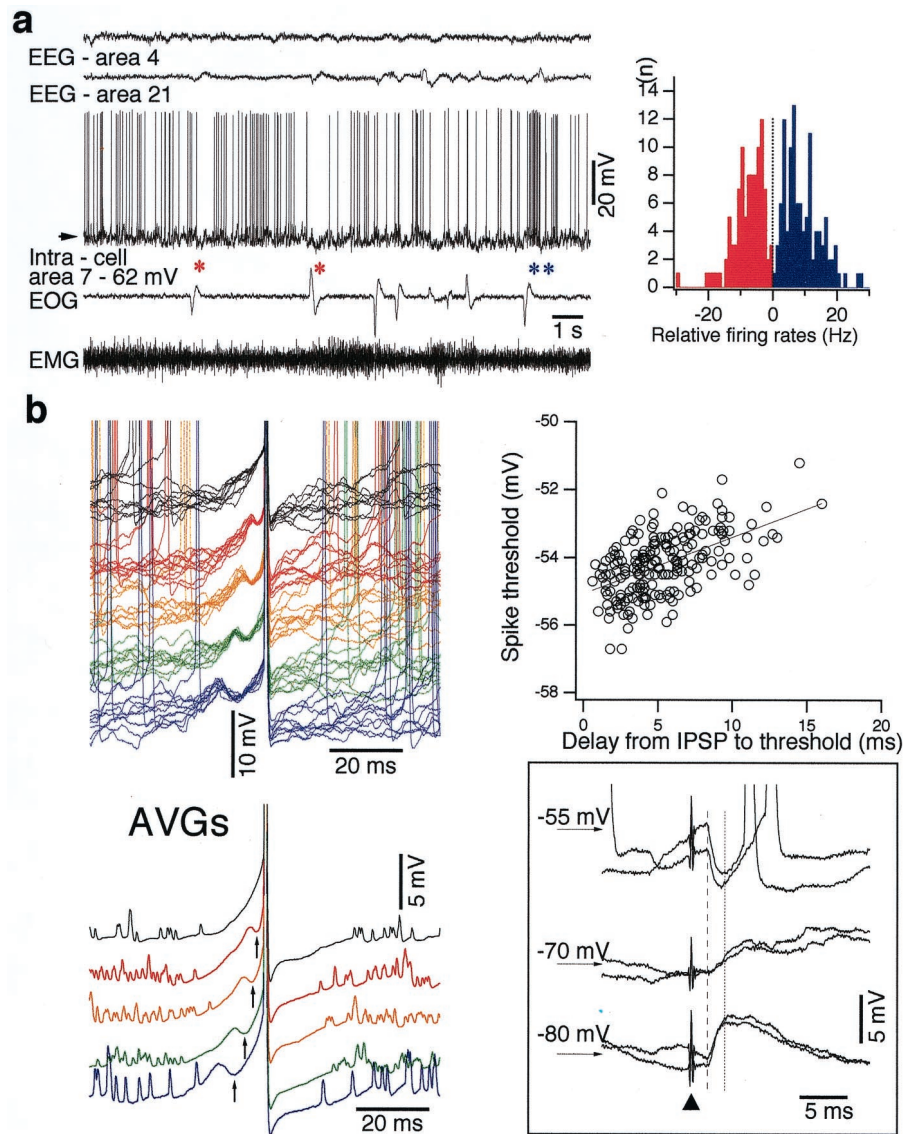 a
EEG - area 4
EEG - area 21
20 mV
Intra - cell
area 7 - 62 mV
* * **
EOG
1 s
EMG
(n)
14
12
10
8
6
4
2
0
-20 0 20
Relative firing rates (Hz)
b
10 mV
20 ms
-50
-52
-54
-56
-58
Spike threshold (mV)
0 5 10 15 20
Delay from IPSP to threshold (ms)
AVGs
5 mV
20 ms
-55 mV
-70 mV
-80 mV
5 mV
5 ms